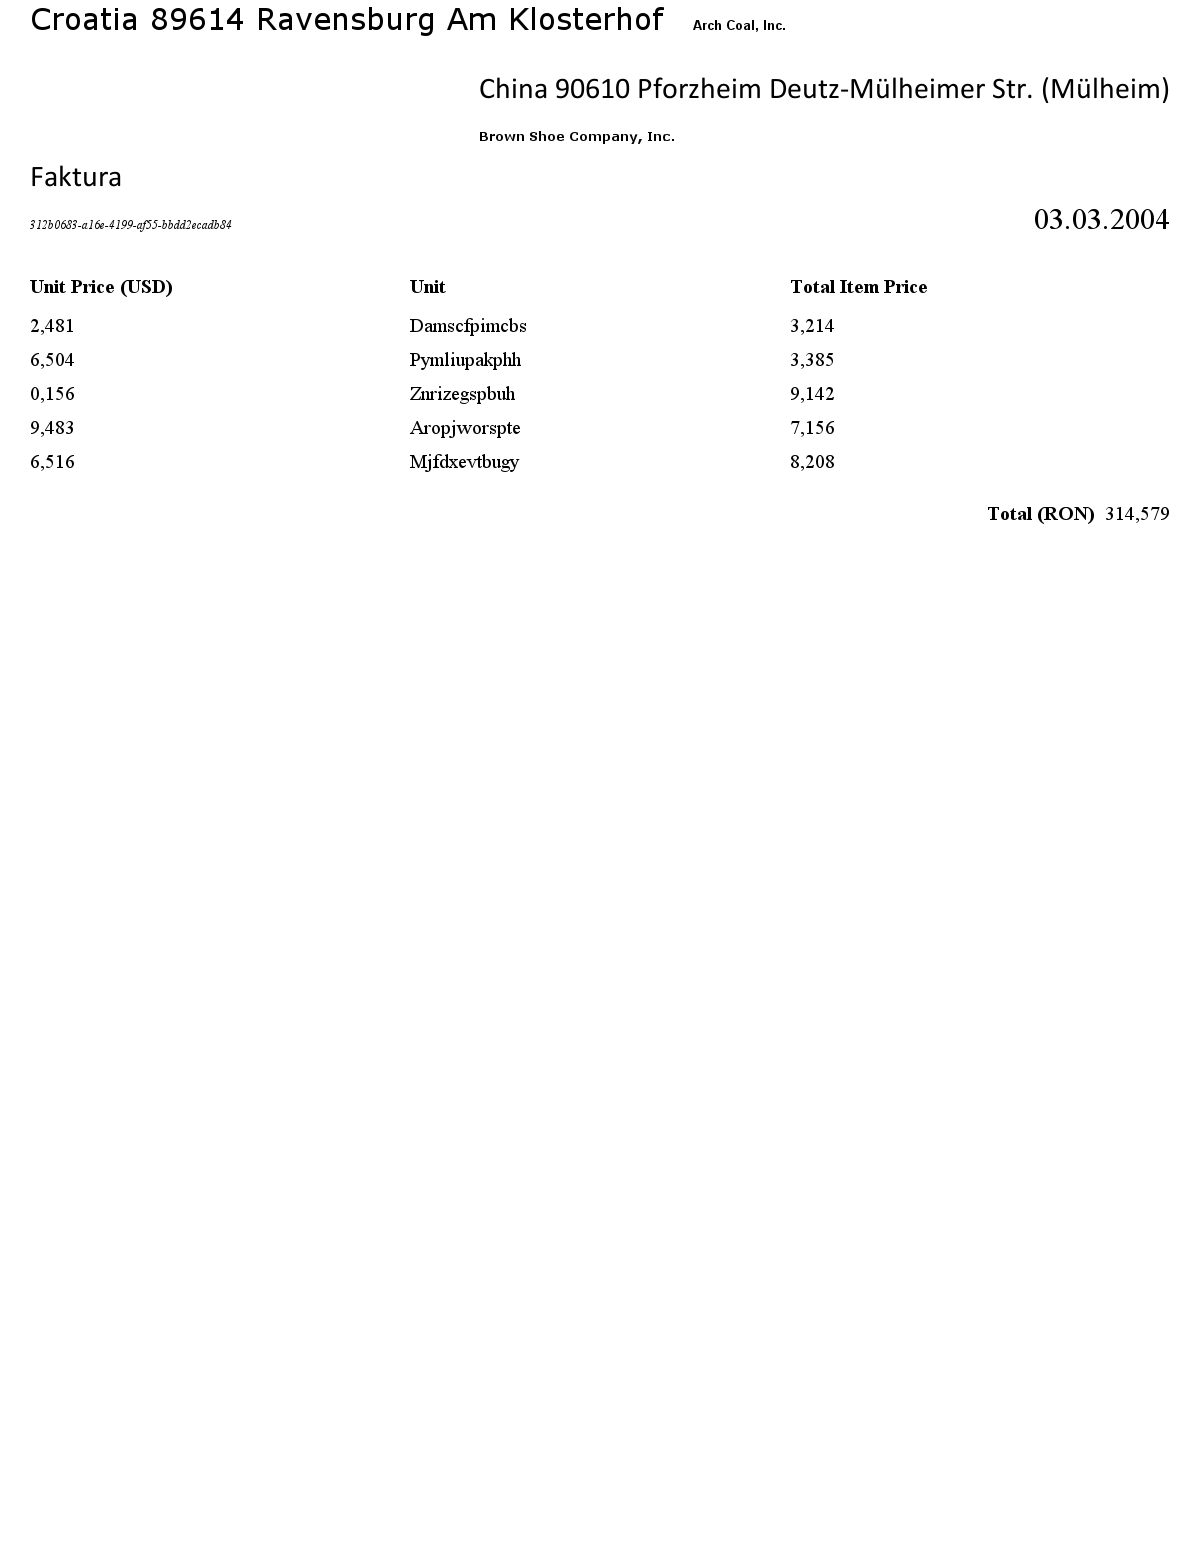 Croatia 89614 Ravensburg Am Klosterhof Arch Coal, Inc.
China 90610 Pforzheim Deutz-Mülheimer Str. (Mülheim)
Brown Shoe Company, Inc.
Faktura
312b0683-a16e-4199-af55-bbdd2ecadb84 03.03.2004
Unit Price (USD) Unit Total Item Price
2,481 Damscfpimcbs 3,214
6,504 Pymliupakphh 3,385
0,156 Znrizegspbuh 9,142
9,483 Aropjworspte 7,156
6,516 Mjfdxevtbugy 8,208
Total (RON) 314,579